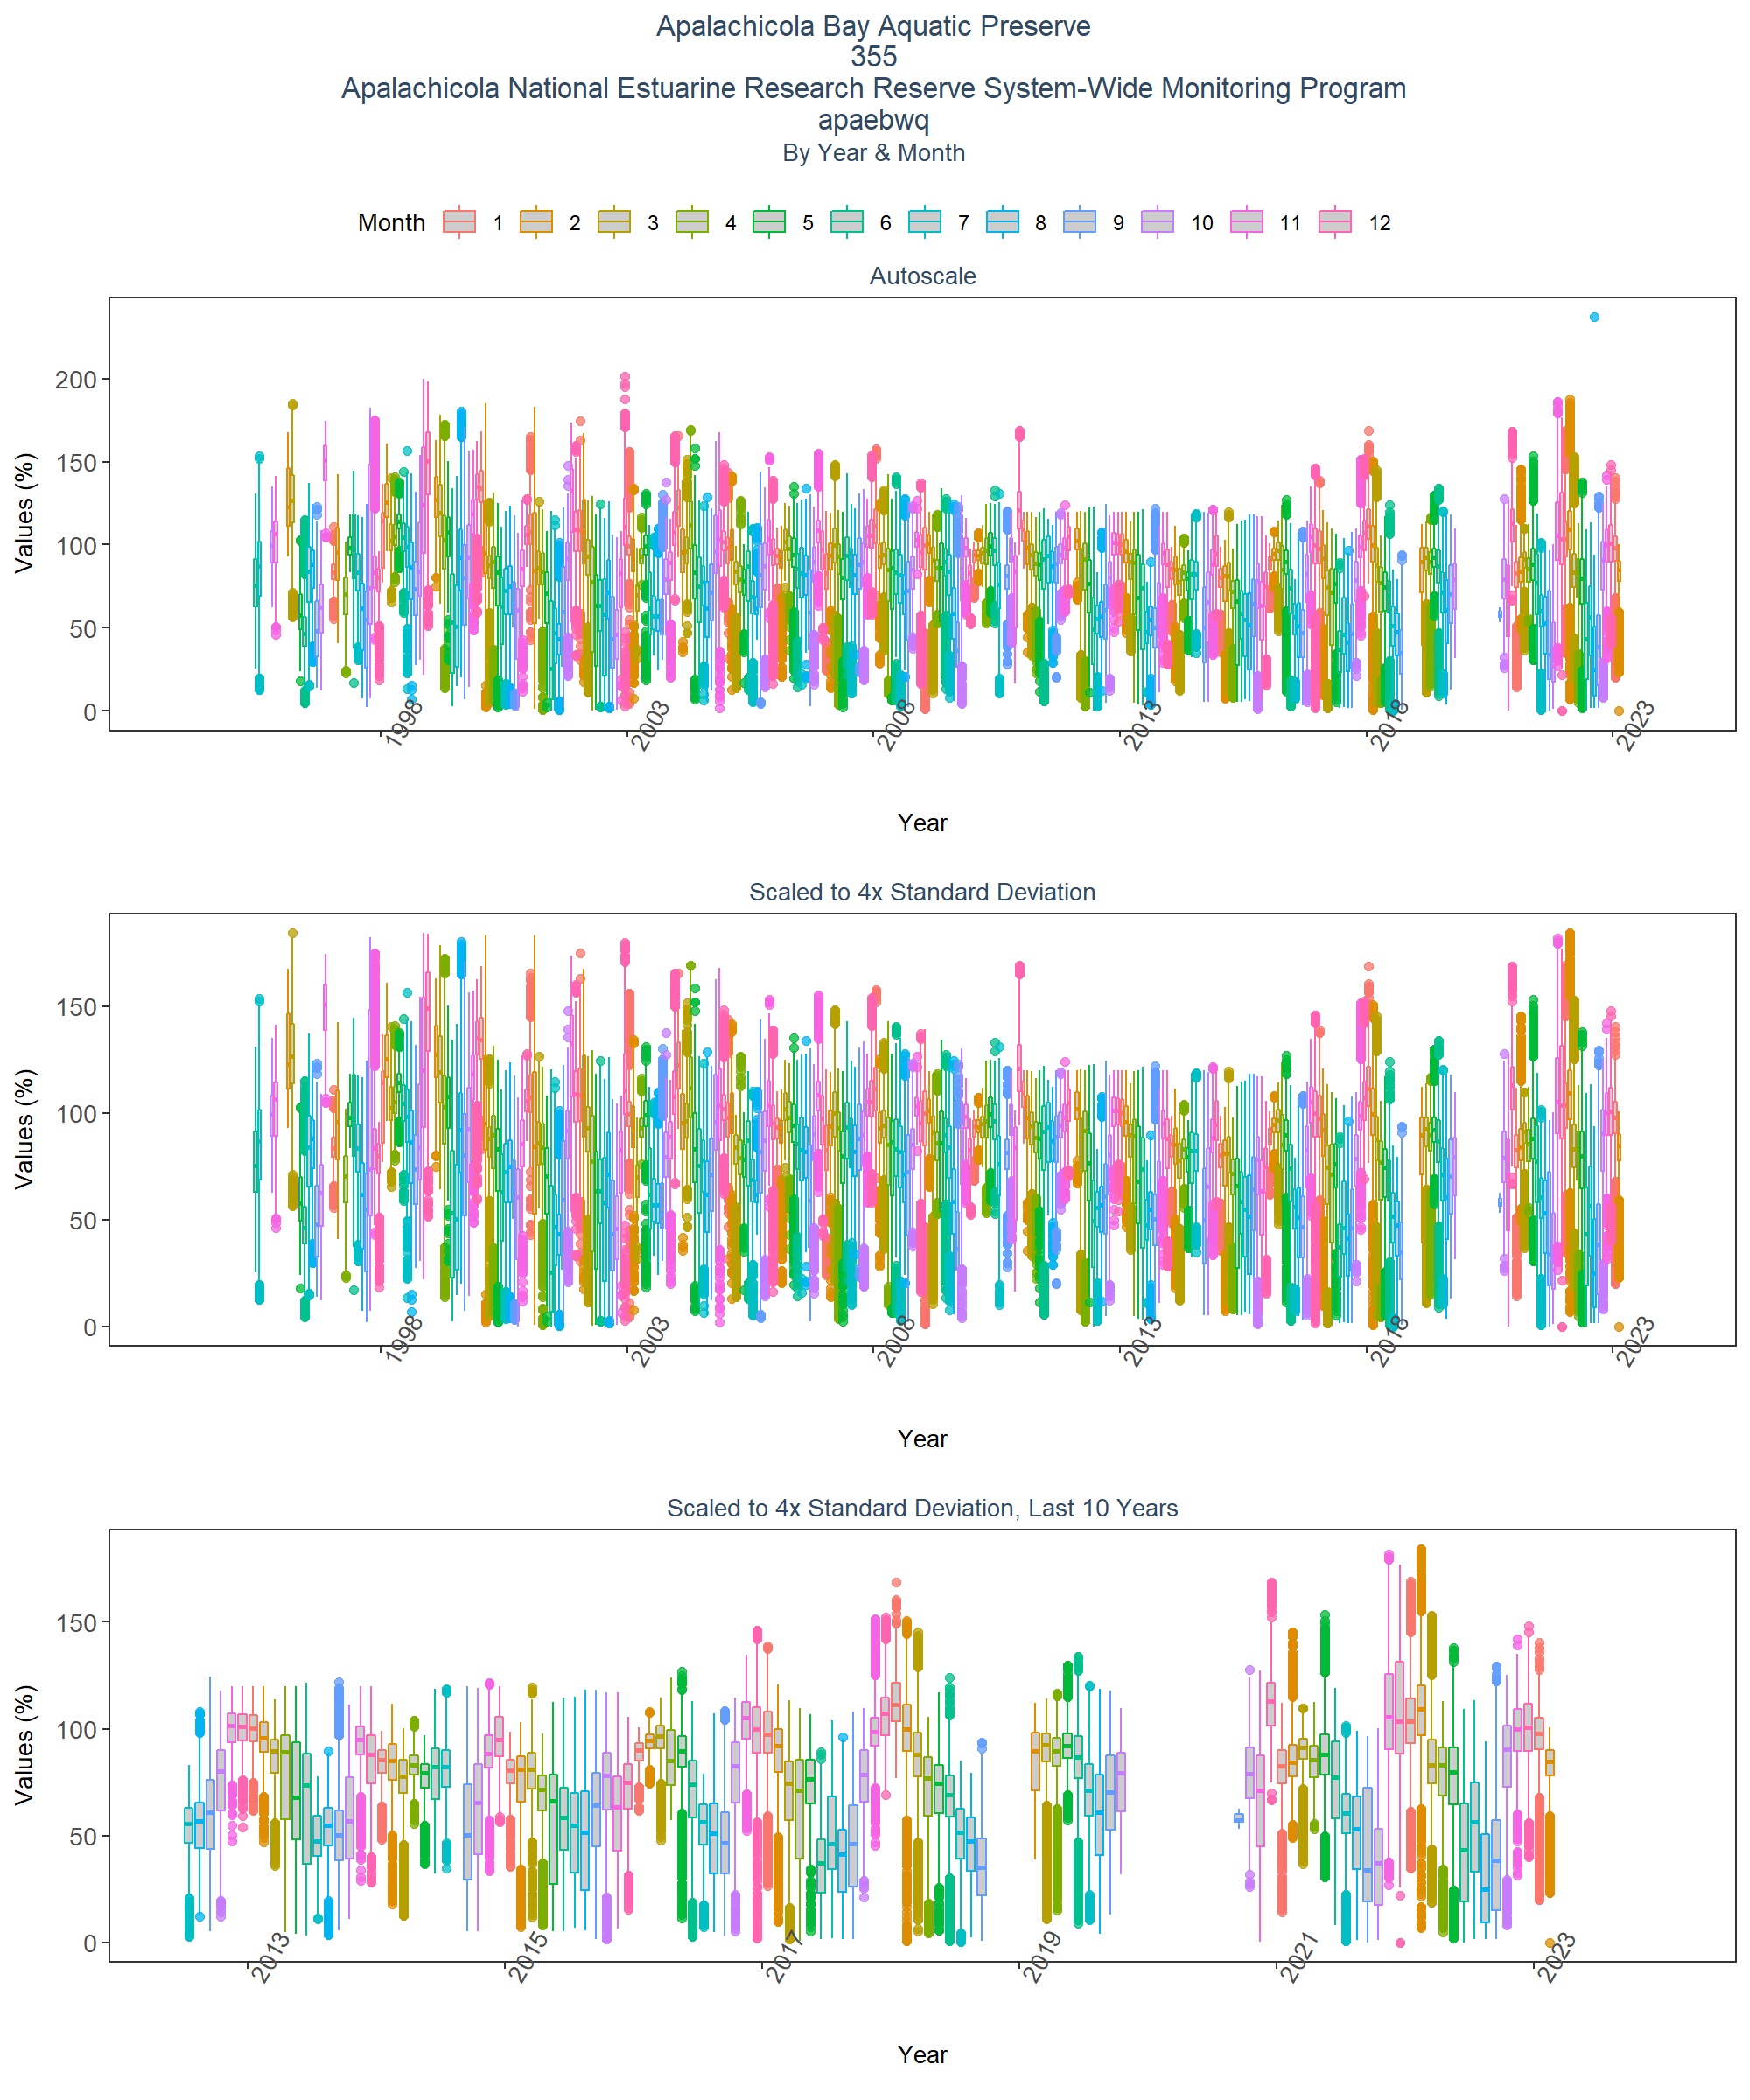 Apalachicola Bay Aquatic Preserve
355
Apalachicola National Estuarine Research Reserve System-Wide Monitoring Program
apaebwq
By Year & Month
Month 1 2 3 4 5 6 7 8 9 10 11 12
Autoscale
Values (%)
200
150
100
50
0
1998 2003 2008 2013 2018 2023
Year
Scaled to 4x Standard Deviation
Values (%)
150
100
50
0
1998 2003 2008 2013 2018 2023
Year
Scaled to 4x Standard Deviation, Last 10 Years
Values (%)
150
100
50
0
2013 2015 2017 2019 2021 2023
Year